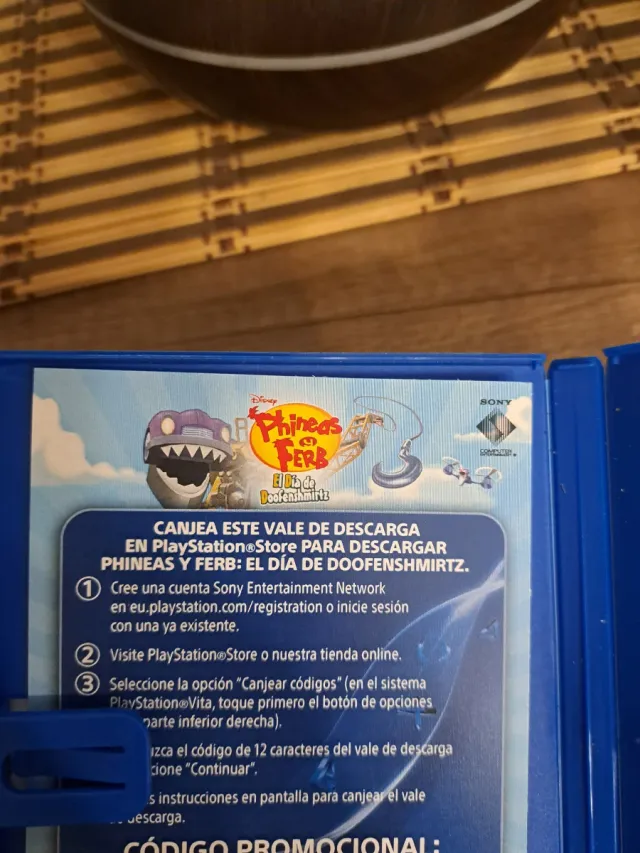 Disney
Phineas
y
FERB
El Día de
Doofenshmirtz
SONY
COMPUTER
CANJEA ESTE VALE DE DESCARGA
EN PlayStation®Store PARA DESCARGAR
PHINEAS Y FERB: EL DÍA DE DOOFENSHMIRTZ.
1 Cree una cuenta Sony Entertainment Network
en eu.playstation.com/registration o inicie sesión
con una ya existente.
2 Visite PlayStation®Store o nuestra tienda online.
3 Seleccione la opción "Canjear códigos" (en el sistema
PlayStation®Vita, toque primero el botón de opciones
parte inferior derecha).
uzca el código de 12 caracteres del vale de descarga
cione "Continuar".
s instrucciones en pantalla para canjear el vale
descarga.
CÓDIGO PROMOCIONAL: